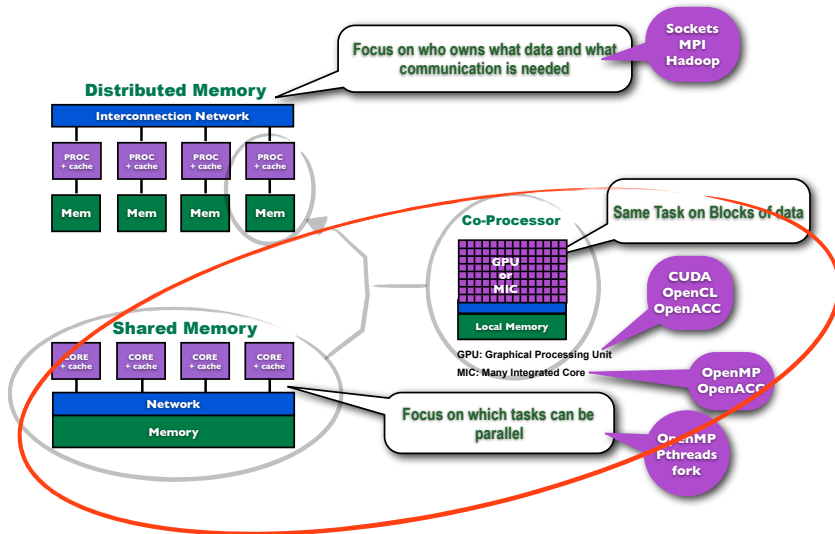 Sockets
MPI
Hadoop
Focus on who owns what data and what
communication is needed
Distributed Memory
Interconnection Network
PROC
+ cache
PROC
+ cache
PROC
+ cache
PROC
+ cache
Mem
Mem
Mem
Mem
Co-Processor
Same Task on Blocks of data
GPU
or
MIC
Local Memory
CUDA
OpenCL
OpenACC
GPU: Graphical Processing Unit
MIC: Many Integrated Core
OpenMP
OpenACC
Shared Memory
CORE
+ cache
CORE
+ cache
CORE
+ cache
CORE
+ cache
Network
Memory
Focus on which tasks can be
parallel
OpenMP
Pthreads
fork